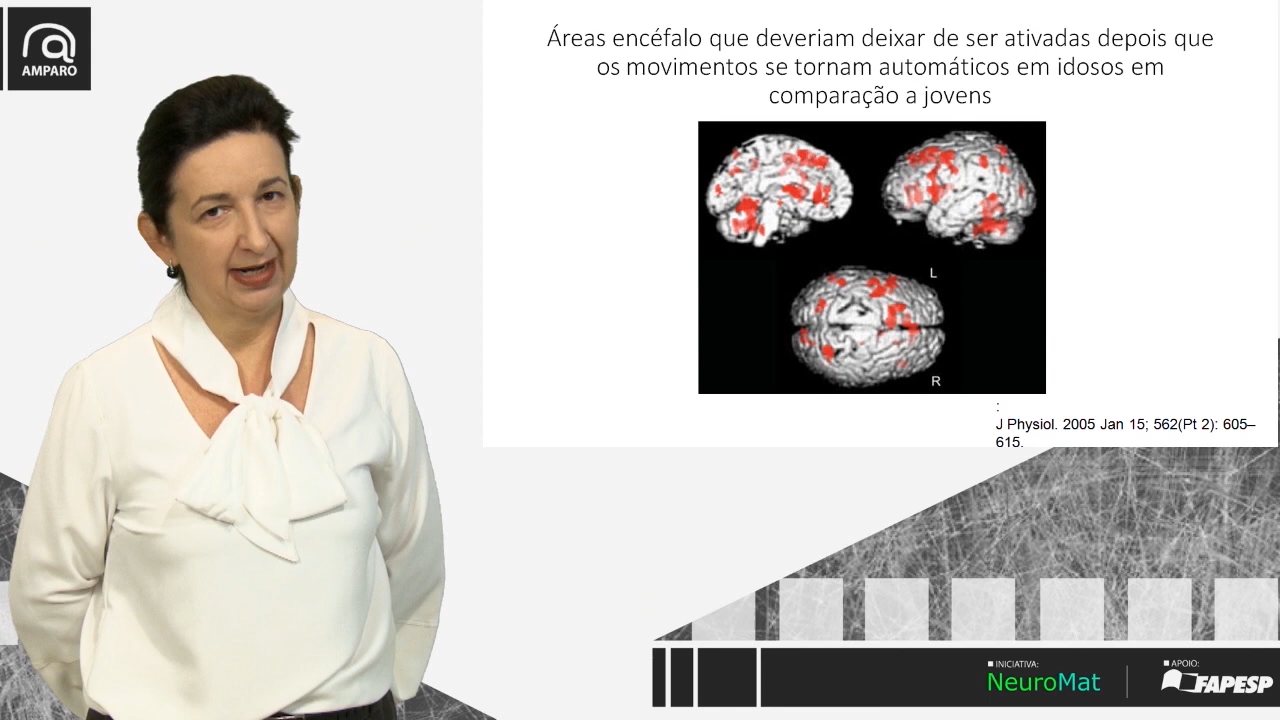 AMPARO
Áreas encéfalo que deveriam deixar de ser ativadas depois que
os movimentos se tornam automáticos em idosos em
comparação a jovens
L
R
:
J Physiol. 2005 Jan 15; 562(Pt 2): 605–
615.
INICIATIVA:
NeuroMat
APOIO:
FAPESP